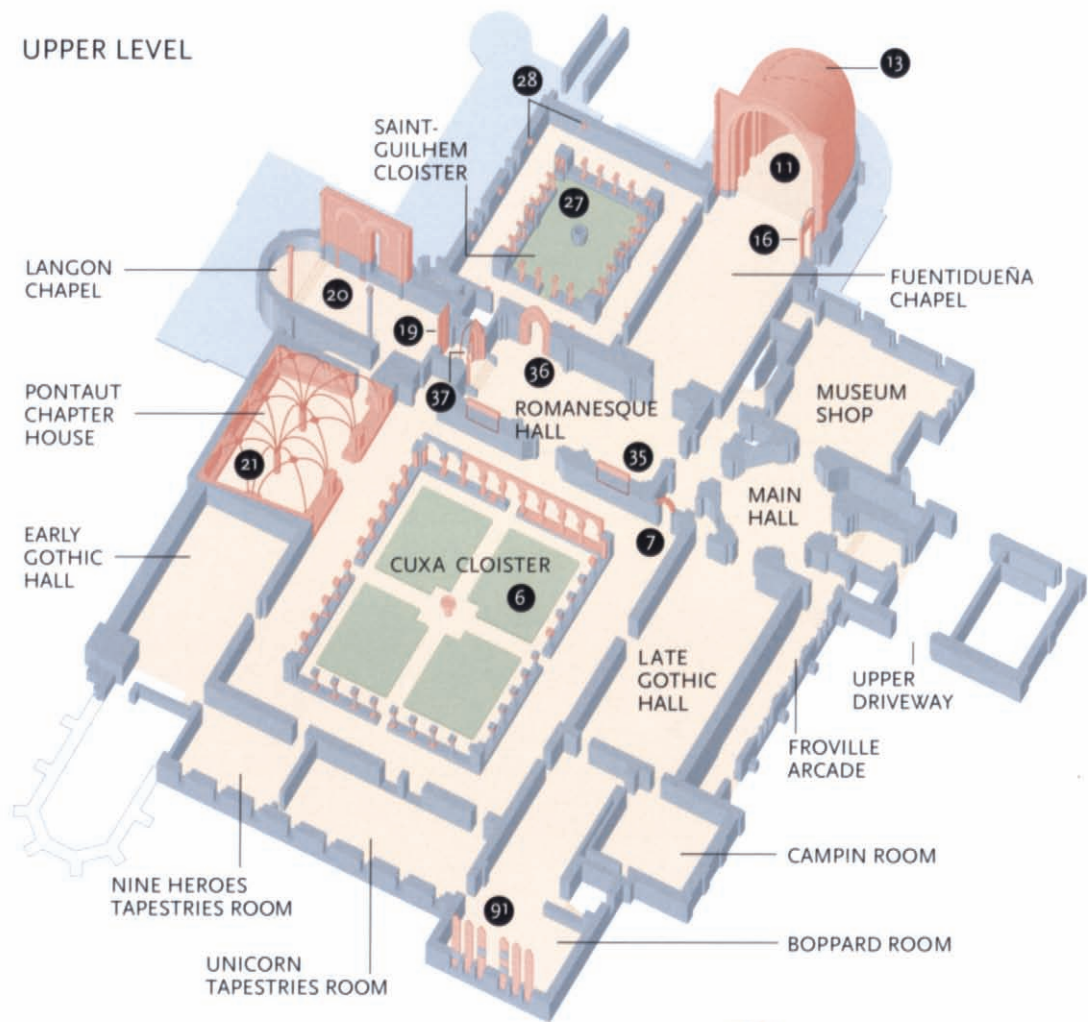 UPPER LEVEL
13
28
SAINT-
GUILHEM
CLOISTER
11
27
16
LANGON
CHAPEL
FUENTIDUEÑA
CHAPEL
20
19
36
37
PONTAUT
CHAPTER
HOUSE
ROMANESQUE
HALL
MUSEUM
SHOP
21
35
MAIN
HALL
EARLY
GOTHIC
HALL
7
CUXA CLOISTER
6
LATE
GOTHIC
HALL
UPPER
DRIVEWAY
FROVILLE
ARCADE
CAMPIN ROOM
NINE HEROES
TAPESTRIES ROOM
91
BOPPARD ROOM
UNICORN
TAPESTRIES ROOM